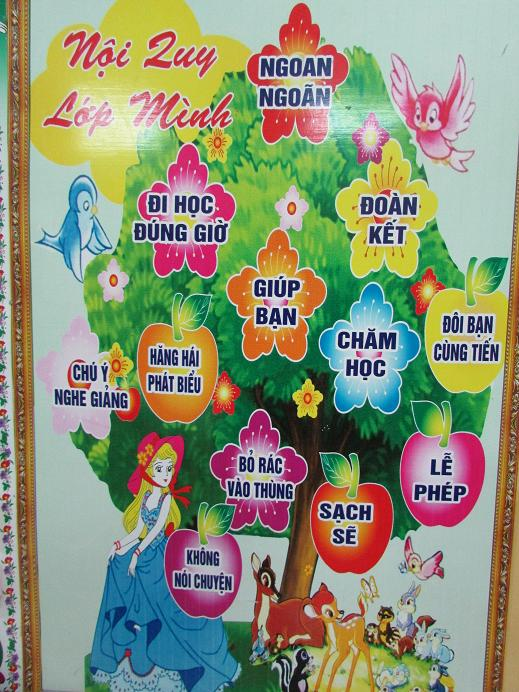 Nội Quy
Lớp Mình
NGOAN
NGOÃN
ĐI HỌC
ĐÚNG GIỜ
ĐOÀN
KẾT
GIÚP
BẠN
CHĂM
HỌC
ĐÔI BẠN
CÙNG TIẾN
HĂNG HÁI
PHÁT BIỂU
CHÚ Ý
NGHE GIẢNG
BỎ RÁC
VÀO THÙNG
LỄ
PHÉP
SẠCH
SẼ
KHÔNG
NÓI CHUYỆN